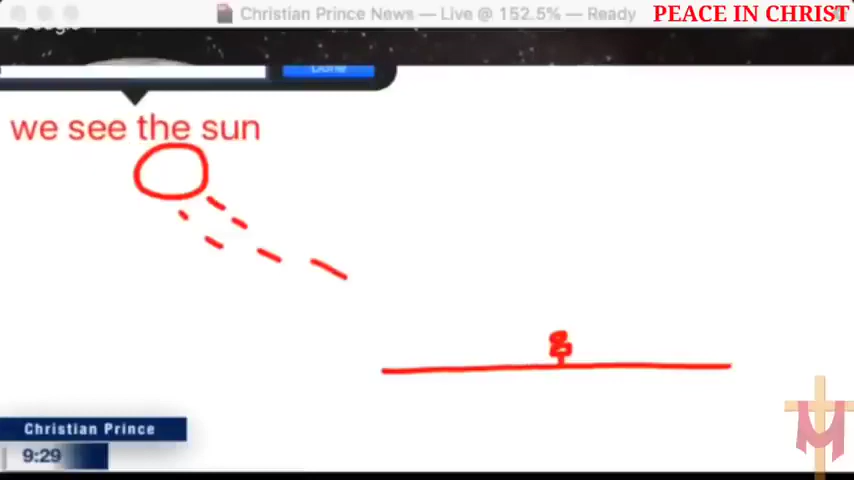 Christian Prince News — Live @ 152.5% — Ready
PEACE IN CHRIST
Google
Done
we see the sun
Christian Prince
9:29